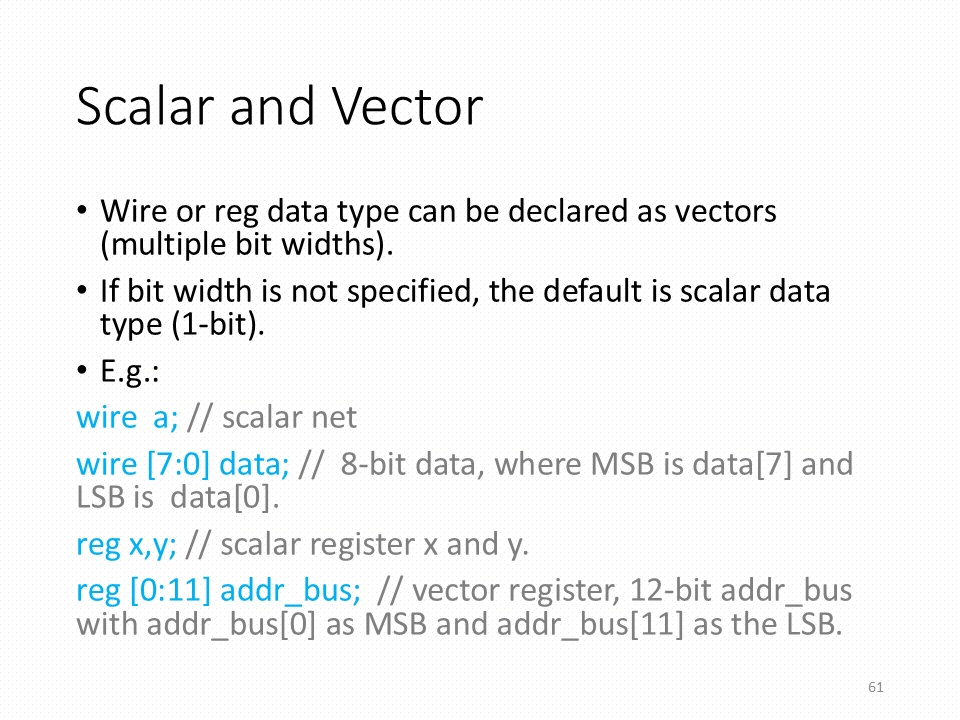 Scalar and Vector
• Wire or reg data type can be declared as vectors
(multiple bit widths).
• If bit width is not specified, the default is scalar data
type (1-bit).
• E.g.:
wire  a; // scalar net
wire [7:0] data; //  8-bit data, where MSB is data[7] and
LSB is  data[0].
reg x,y; // scalar register x and y.
reg [0:11] addr_bus;  // vector register, 12-bit addr_bus
with addr_bus[0] as MSB and addr_bus[11] as the LSB.
61